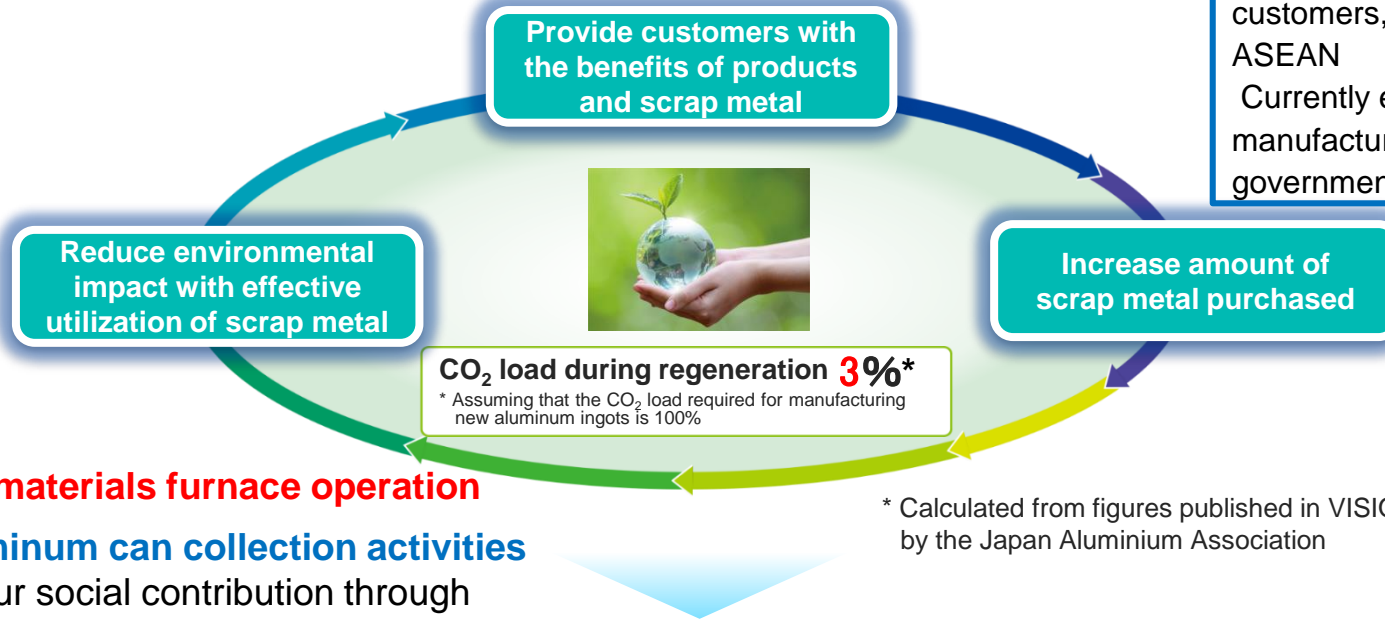 customers,
ASEAN
Currently
manufactur
governmen
Provide customers with
the benefits of products
and scrap metal
Reduce environmental
impact with effective
utilization of scrap metal
Increase amount of
scrap metal purchased
CO₂ load during regeneration 3%*
* Assuming that the CO₂ load required for manufacturing
new aluminum ingots is 100%
materials furnace operation
minum can collection activities
ur social contribution through
* Calculated from figures published in VISI
by the Japan Aluminium Association